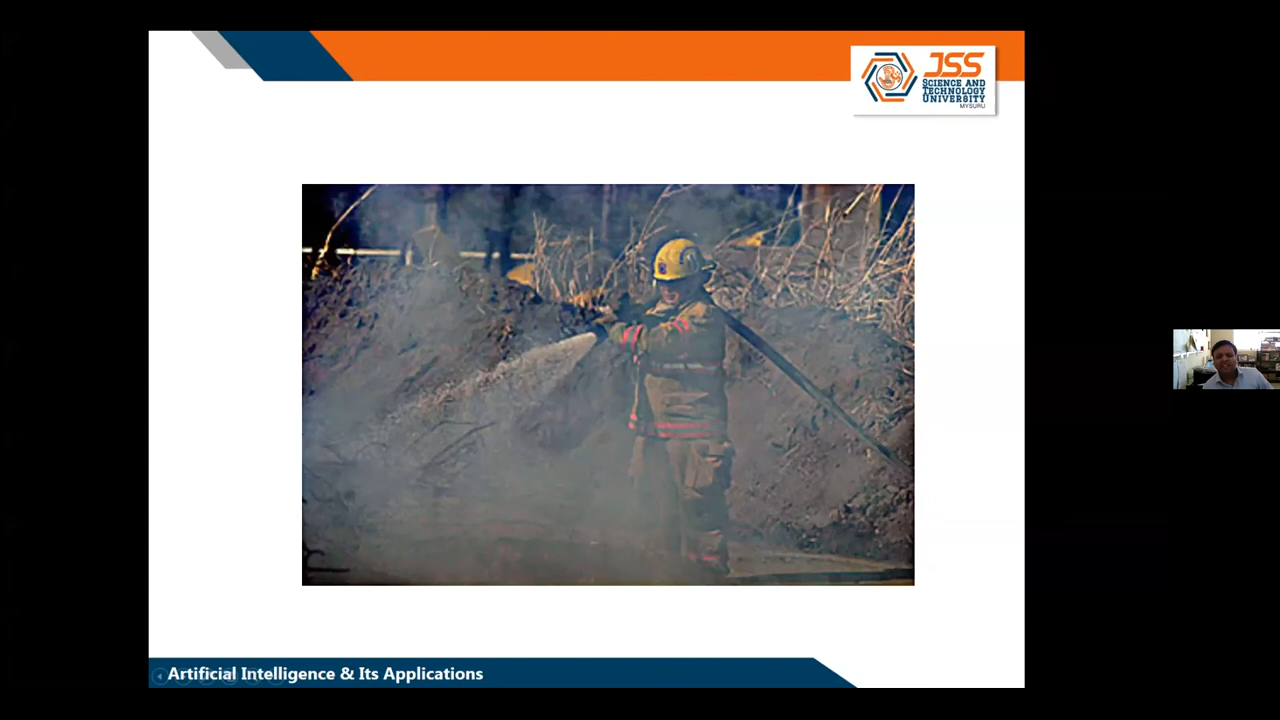 JSS
SCIENCE AND
TECHNOLOGY
UNIVERSITY
MYSURU
Artificial Intelligence & Its Applications